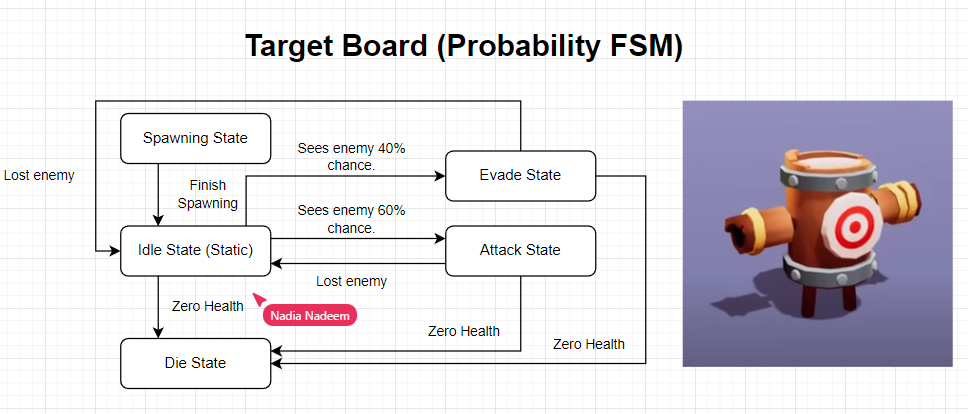 Target Board (Probability FSM)
Spawning State
Sees enemy 40%
chance.
Evade State
Lost enemy
Finish
Spawning
Sees enemy 60%
chance.
Idle State (Static)
Attack State
Lost enemy
Zero Health
Nadia Nadeem
Zero Health
Zero Health
Die State